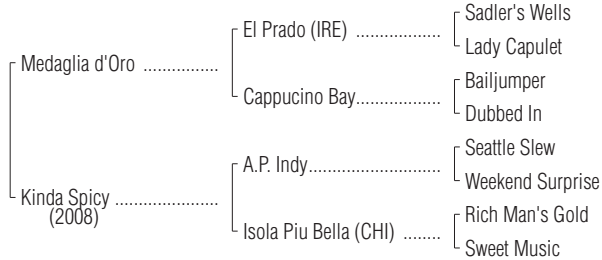 Sadler's Wells
El Prado (IRE) ..................
Lady Capulet
Medaglia d'Oro ................
Bailjumper
Cappucino Bay..................
Dubbed In
Seattle Slew
A.P. Indy......................
Weekend Surprise
Kinda Spicy ......................
(2008)
Rich Man's Gold
Isola Piu Bella (CHI) ........
Sweet Music